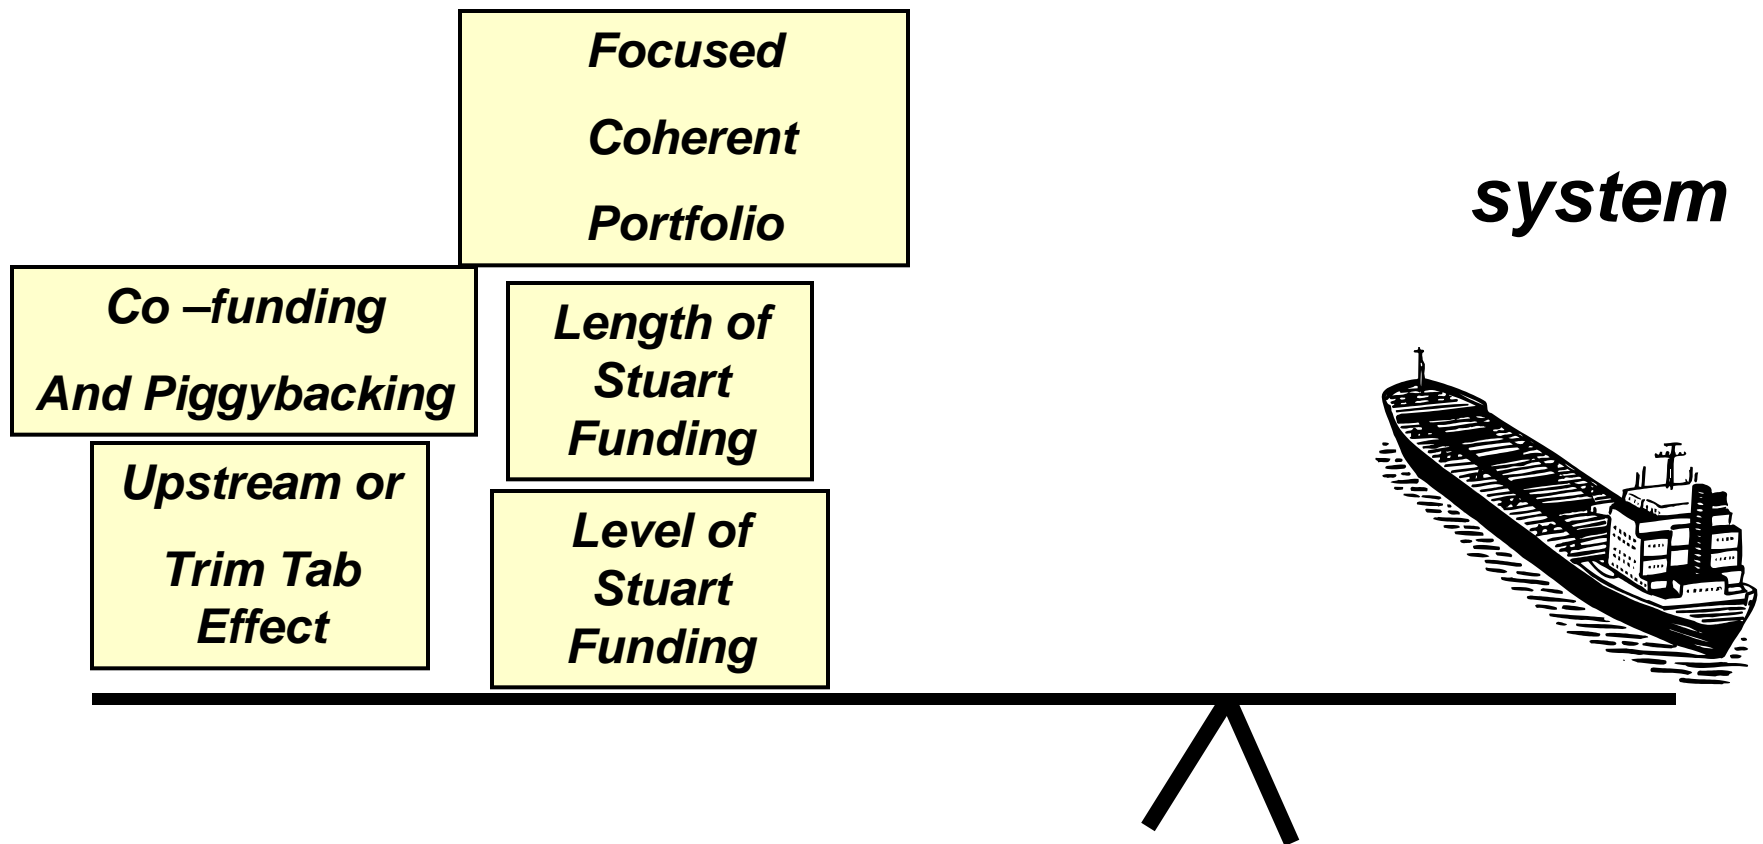 Focused
Coherent
Portfolio
system
Co –funding
And Piggybacking
Length of
Stuart
Funding
Upstream or
Trim Tab
Effect
Level of
Stuart
Funding